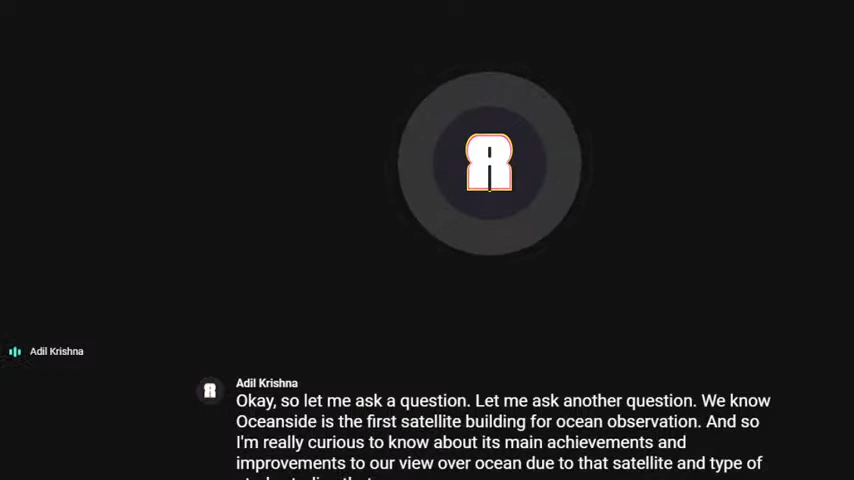 Adil Krishna
Adil Krishna
Okay, so let me ask a question. Let me ask another question. We know
Oceanside is the first satellite building for ocean observation. And so
I'm really curious to know about its main achievements and
improvements to our view over ocean due to that satellite and type of